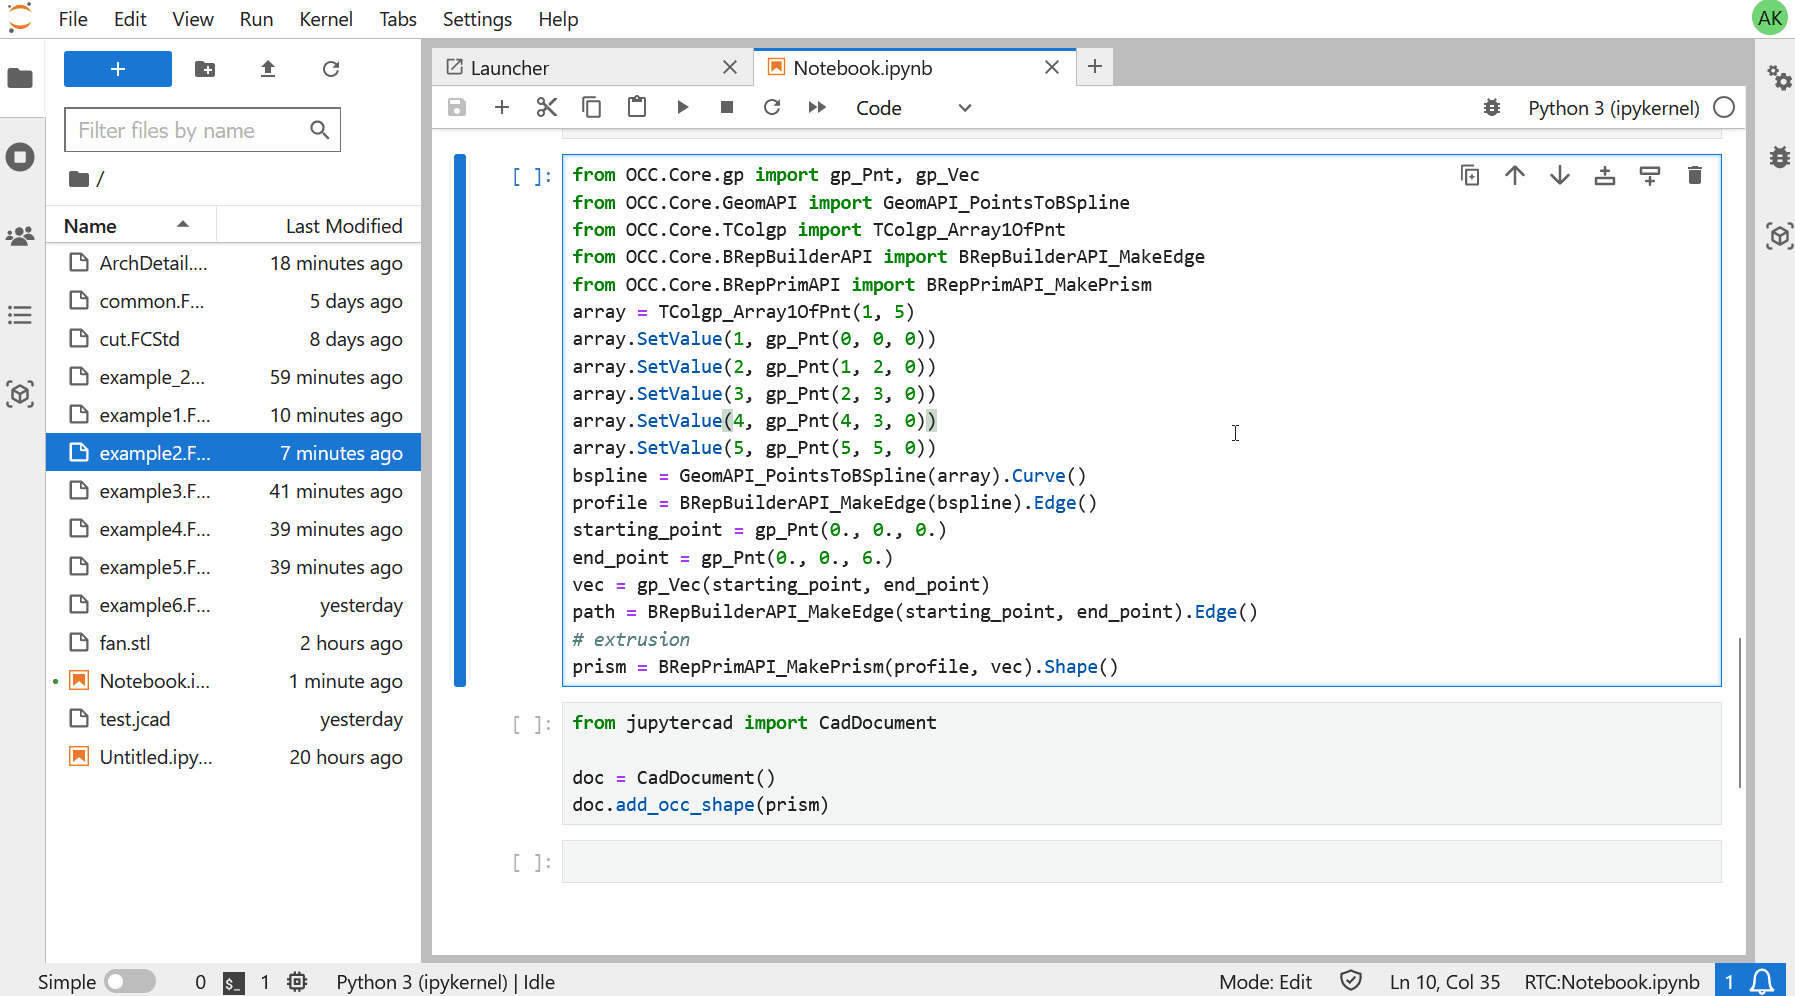 File Edit View Run Kernel Tabs Settings Help AK
+
Filter files by name
/
Name Last Modified
ArchDetail.... 18 minutes ago
common.F... 5 days ago
cut.FCStd 8 days ago
example_2... 59 minutes ago
example1.F... 10 minutes ago
example2.F... 7 minutes ago
example3.F... 41 minutes ago
example4.F... 39 minutes ago
example5.F... 39 minutes ago
example6.F... yesterday
fan.stl 2 hours ago
Notebook.i... 1 minute ago
test.jcad yesterday
Untitled.ipy... 20 hours ago
Launcher Notebook.ipynb
Code Python 3 (ipykernel)
[ ]: from OCC.Core.gp import gp_Pnt, gp_Vec
from OCC.Core.GeomAPI import GeomAPI_PointsToBSpline
from OCC.Core.TColgp import TColgp_Array1OfPnt
from OCC.Core.BRepBuilderAPI import BRepBuilderAPI_MakeEdge
from OCC.Core.BRepPrimAPI import BRepPrimAPI_MakePrism
array = TColgp_Array1OfPnt(1, 5)
array.SetValue(1, gp_Pnt(0, 0, 0))
array.SetValue(2, gp_Pnt(1, 2, 0))
array.SetValue(3, gp_Pnt(2, 3, 0))
array.SetValue(4, gp_Pnt(4, 3, 0))
array.SetValue(5, gp_Pnt(5, 5, 0))
bspline = GeomAPI_PointsToBSpline(array).Curve()
profile = BRepBuilderAPI_MakeEdge(bspline).Edge()
starting_point = gp_Pnt(0., 0., 0.)
end_point = gp_Pnt(0., 0., 6.)
vec = gp_Vec(starting_point, end_point)
path = BRepBuilderAPI_MakeEdge(starting_point, end_point).Edge()
# extrusion
prism = BRepPrimAPI_MakePrism(profile, vec).Shape()
[ ]: from jupytercad import CadDocument
doc = CadDocument()
doc.add_occ_shape(prism)
[ ]:
Simple 0 $_ 1 Python 3 (ipykernel) | Idle Mode: Edit Ln 10, Col 35 RTC:Notebook.ipynb 1